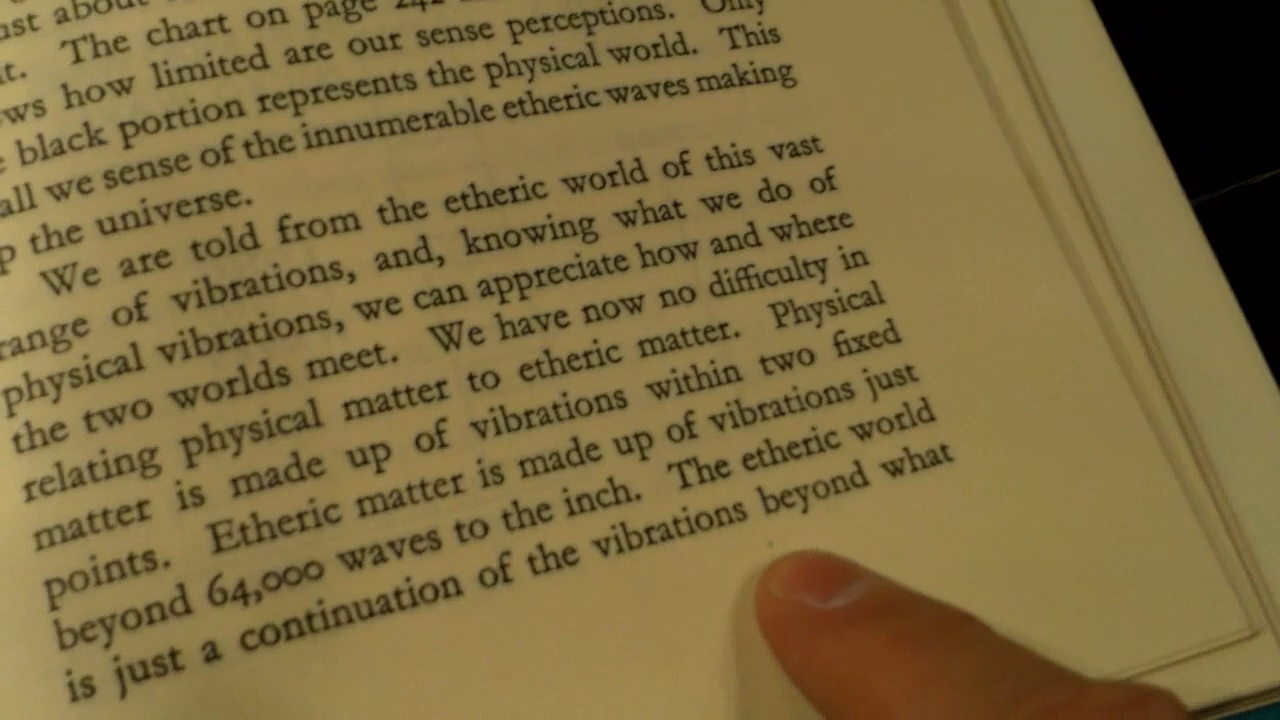 about
The chart on page 242
how limited are our sense perceptions. Only
black portion represents the physical world. This
all we sense of the innumerable etheric waves making
the universe.
We are told from the etheric world of this vast
range of vibrations, and, knowing what we do of
physical vibrations, we can appreciate how and where
the two worlds meet. We have now no difficulty in
relating physical matter to etheric matter. Physical
matter is made up of vibrations within two fixed
points. Etheric matter is made up of vibrations just
beyond 64,000 waves to the inch. The etheric world
is just a continuation of the vibrations beyond what